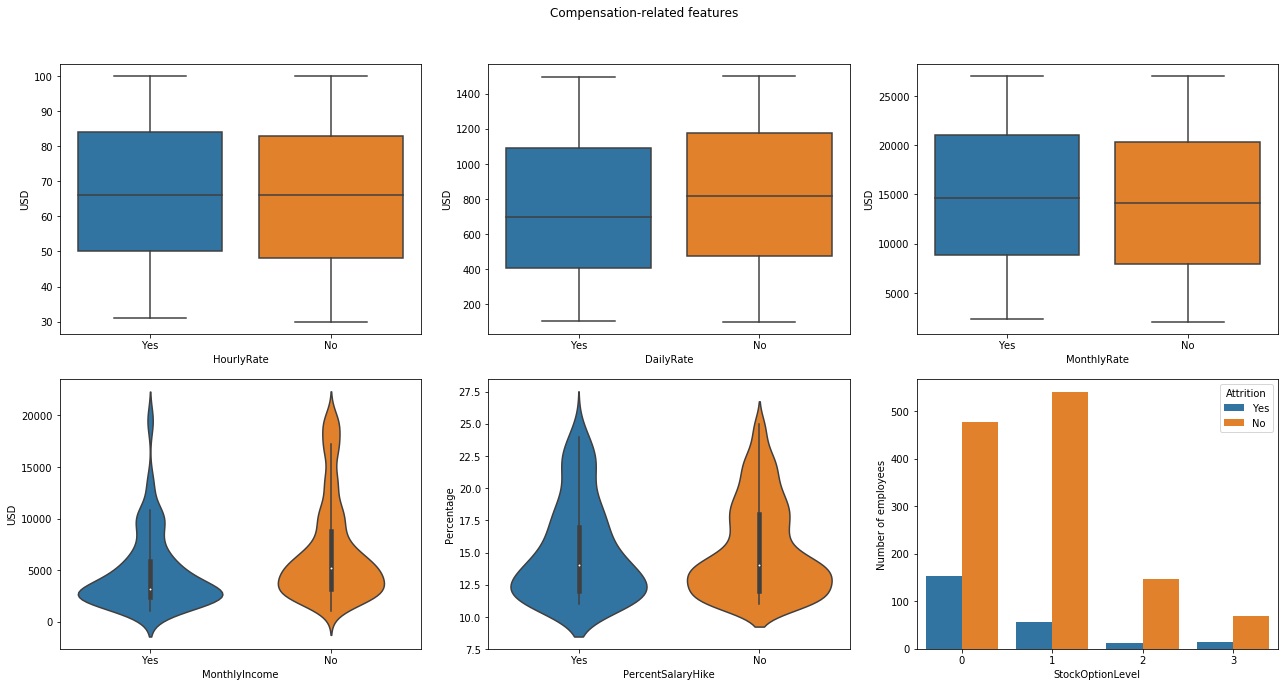 Compensation-related features
USD
100
90
80
70
60
50
40
30
Yes No
HourlyRate
USD
1400
1200
1000
800
600
400
200
Yes No
DailyRate
USD
25000
20000
15000
10000
5000
Yes No
MonthlyRate
USD
20000
15000
10000
5000
0
Yes No
MonthlyIncome
Percentage
27.5
25.0
22.5
20.0
17.5
15.0
12.5
10.0
7.5
Yes No
PercentSalaryHike
Number of employees
500
400
300
200
100
0
Attrition
Yes
No
0 1 2 3
StockOptionLevel